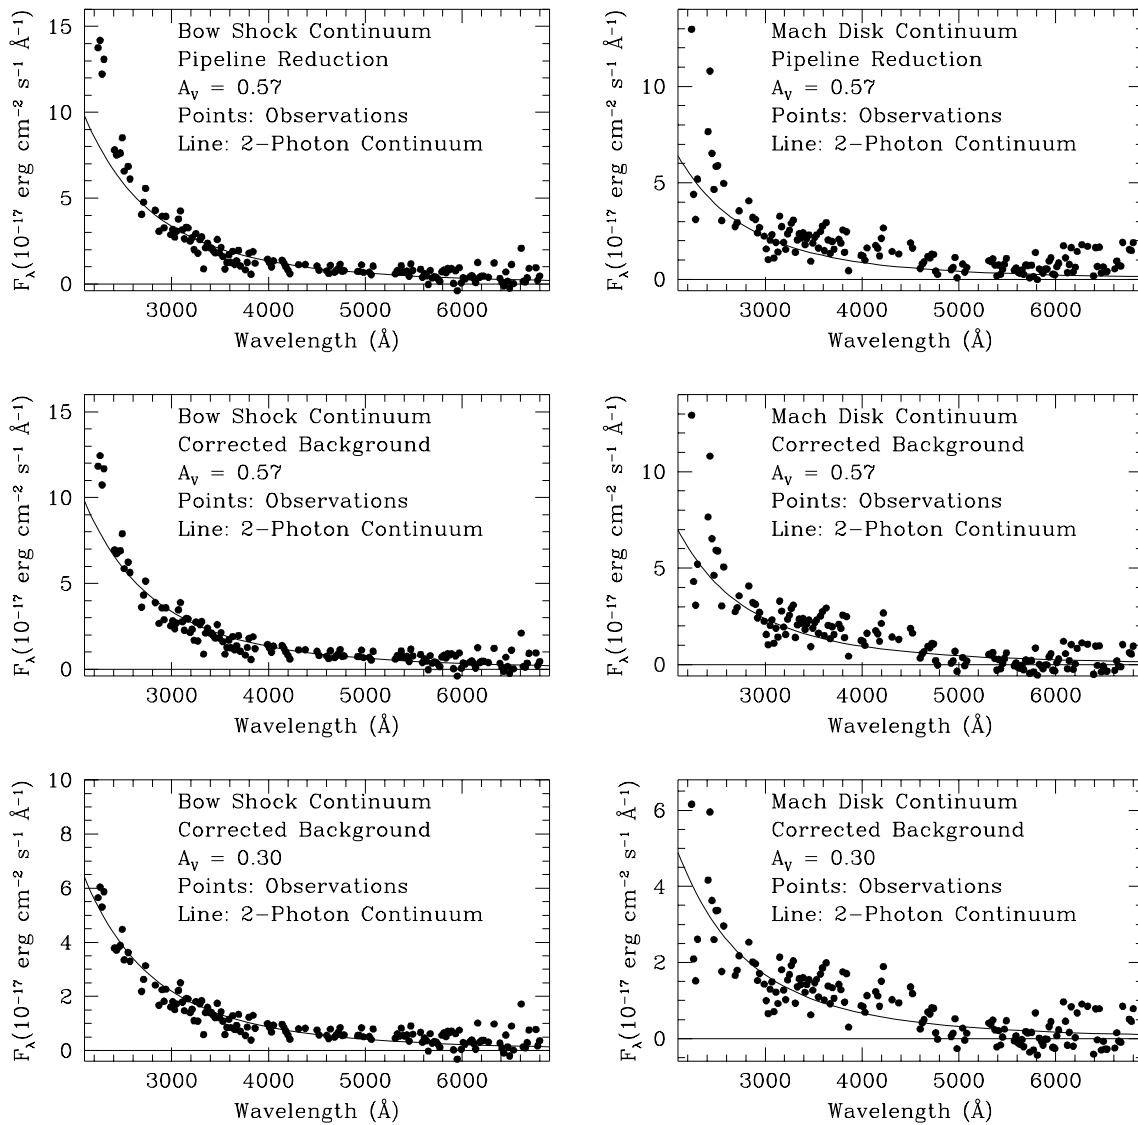 Bow Shock Continuum
Pipeline Reduction
A_V = 0.57
Points: Observations
Line: 2-Photon Continuum
F_λ(10⁻¹⁷ erg cm⁻² s⁻¹ Å⁻¹)
15
10
5
0
3000 4000 5000 6000
Wavelength (Å)
Mach Disk Continuum
Pipeline Reduction
A_V = 0.57
Points: Observations
Line: 2-Photon Continuum
F_λ(10⁻¹⁷ erg cm⁻² s⁻¹ Å⁻¹)
10
5
0
3000 4000 5000 6000
Wavelength (Å)
Bow Shock Continuum
Corrected Background
A_V = 0.57
Points: Observations
Line: 2-Photon Continuum
F_λ(10⁻¹⁷ erg cm⁻² s⁻¹ Å⁻¹)
15
10
5
0
3000 4000 5000 6000
Wavelength (Å)
Mach Disk Continuum
Corrected Background
A_V = 0.57
Points: Observations
Line: 2-Photon Continuum
F_λ(10⁻¹⁷ erg cm⁻² s⁻¹ Å⁻¹)
10
5
0
3000 4000 5000 6000
Wavelength (Å)
Bow Shock Continuum
Corrected Background
A_V = 0.30
Points: Observations
Line: 2-Photon Continuum
F_λ(10⁻¹⁷ erg cm⁻² s⁻¹ Å⁻¹)
10
8
6
4
2
0
3000 4000 5000 6000
Wavelength (Å)
Mach Disk Continuum
Corrected Background
A_V = 0.30
Points: Observations
Line: 2-Photon Continuum
F_λ(10⁻¹⁷ erg cm⁻² s⁻¹ Å⁻¹)
6
4
2
0
3000 4000 5000 6000
Wavelength (Å)